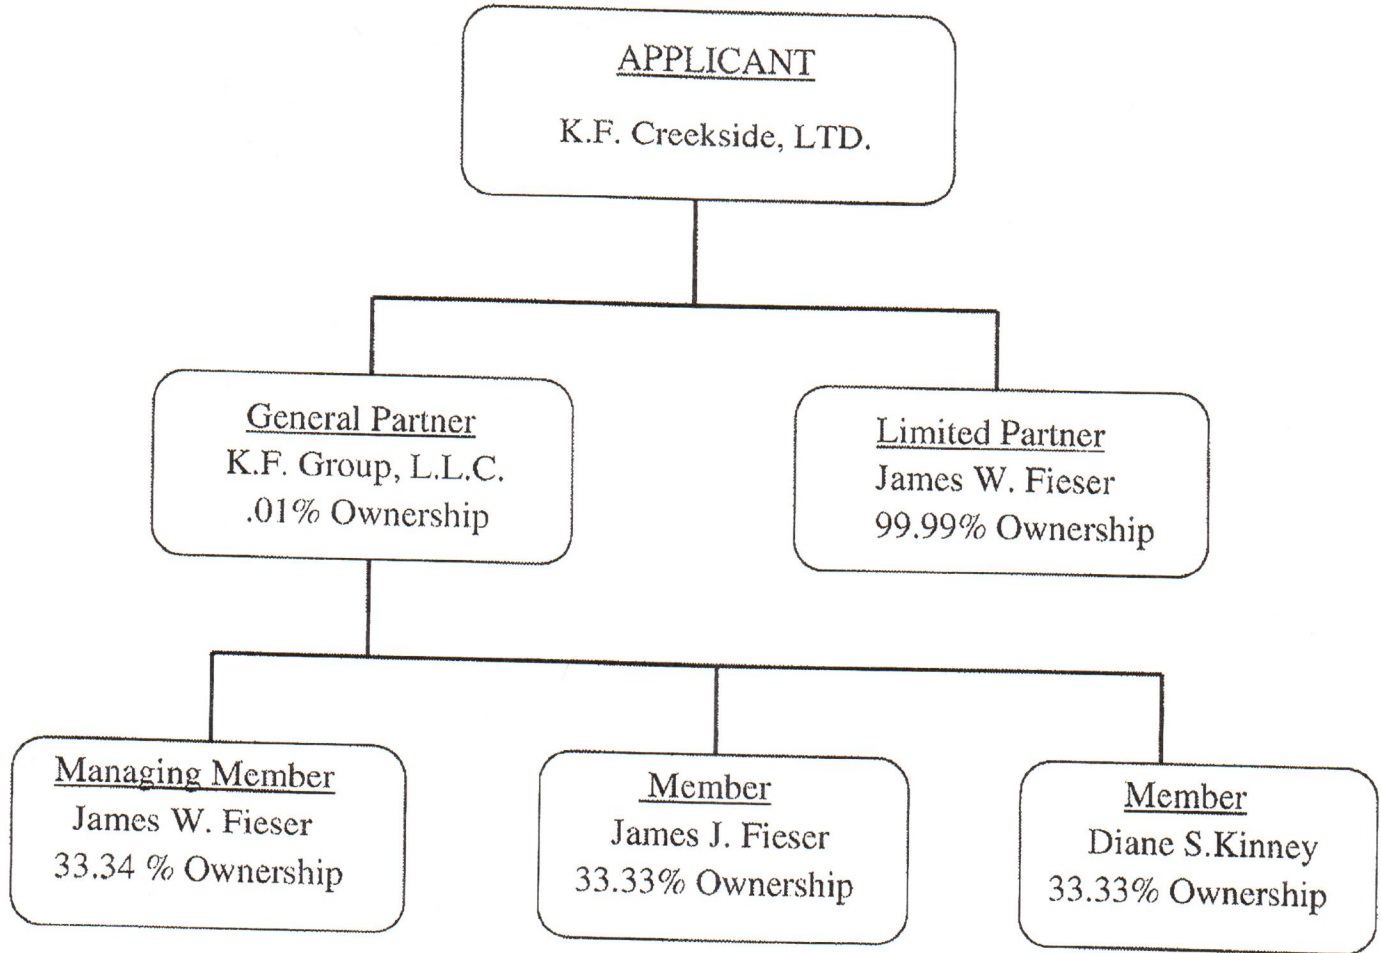 APPLICANT
K.F. Creekside, LTD.
General Partner
K.F. Group, L.L.C.
.01% Ownership
Limited Partner
James W. Fieser
99.99% Ownership
Managing Member
James W. Fieser
33.34 % Ownership
Member
James J. Fieser
33.33% Ownership
Member
Diane S.Kinney
33.33% Ownership